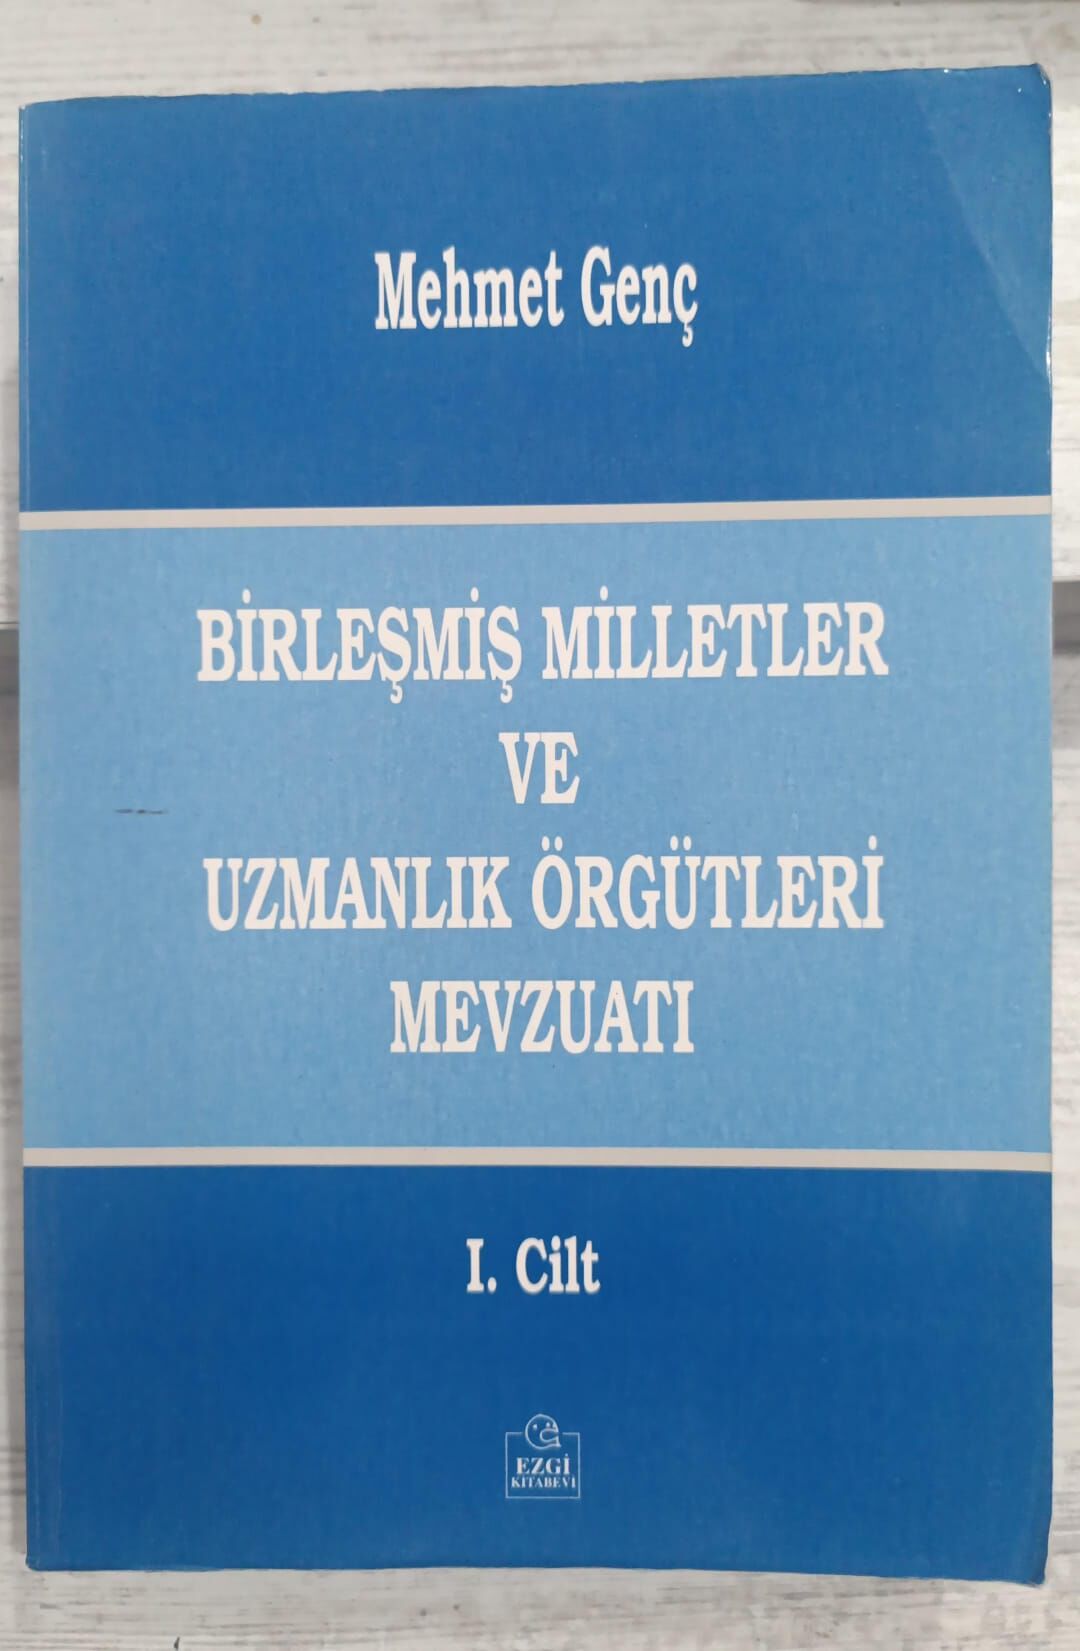 Mehmet Genç
BİRLEŞMİŞ MİLLETLER
VE
UZMANLIK ÖRGÜTLERİ
MEVZUATI
I. Cilt
EZGİ
KİTABEVİ